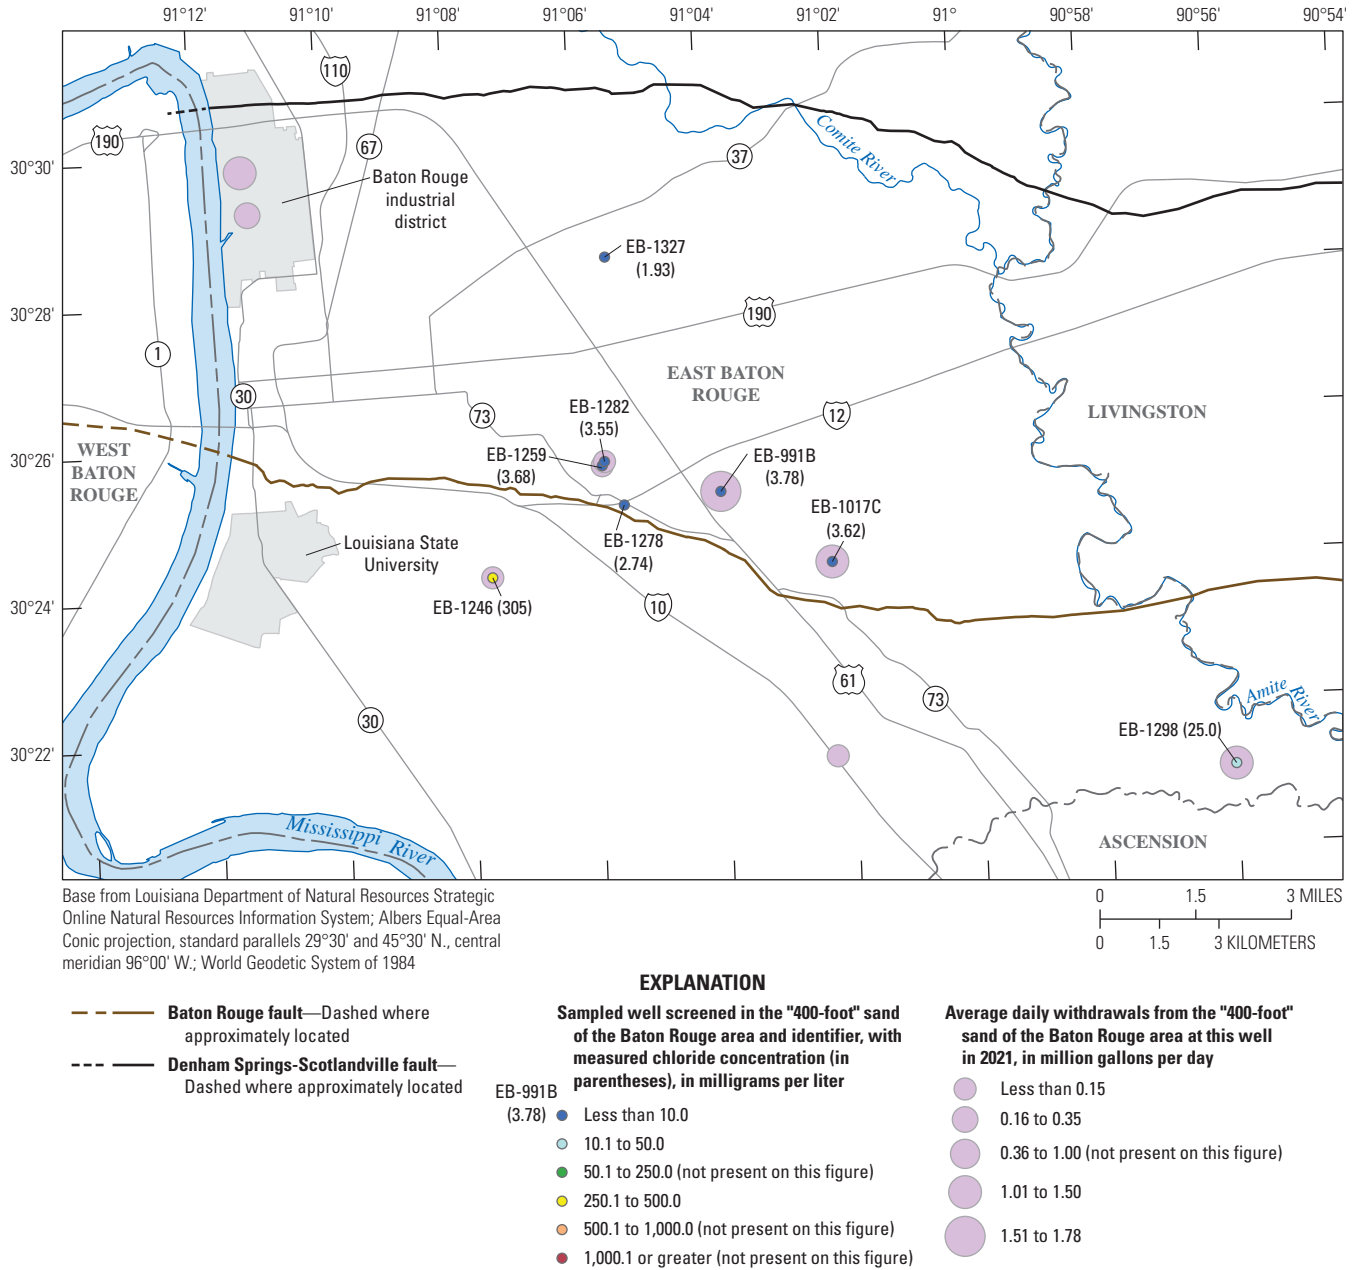 91°12'
91°10'
91°08'
91°06'
91°04'
91°02'
91°
90°58'
90°56'
90°54'
110
190
67
37
Comite River
30°30'
Baton Rouge
industrial
district
EB-1327
(1.93)
30°28'
190
1
EAST BATON
ROUGE
30
73
EB-1282
(3.55)
12
LIVINGSTON
WEST
BATON
ROUGE
30°26'
EB-1259
(3.68)
EB-991B
(3.78)
EB-1017C
(3.62)
EB-1278
(2.74)
Louisiana State
University
30°24'
EB-1246 (305)
10
61
73
Amite River
30
EB-1298 (25.0)
30°22'
Mississippi River
ASCENSION
Base from Louisiana Department of Natural Resources Strategic
Online Natural Resources Information System; Albers Equal-Area
Conic projection, standard parallels 29°30' and 45°30' N., central
meridian 96°00' W.; World Geodetic System of 1984
0 1.5 3 MILES
0 1.5 3 KILOMETERS
EXPLANATION
Baton Rouge fault—Dashed where
approximately located
Denham Springs-Scotlandville fault—
Dashed where approximately located
Sampled well screened in the "400-foot" sand
of the Baton Rouge area and identifier, with
measured chloride concentration (in
parentheses), in milligrams per liter
EB-991B
(3.78)
Less than 10.0
10.1 to 50.0
50.1 to 250.0 (not present on this figure)
250.1 to 500.0
500.1 to 1,000.0 (not present on this figure)
1,000.1 or greater (not present on this figure)
Average daily withdrawals from the "400-foot"
sand of the Baton Rouge area at this well
in 2021, in million gallons per day
Less than 0.15
0.16 to 0.35
0.36 to 1.00 (not present on this figure)
1.01 to 1.50
1.51 to 1.78